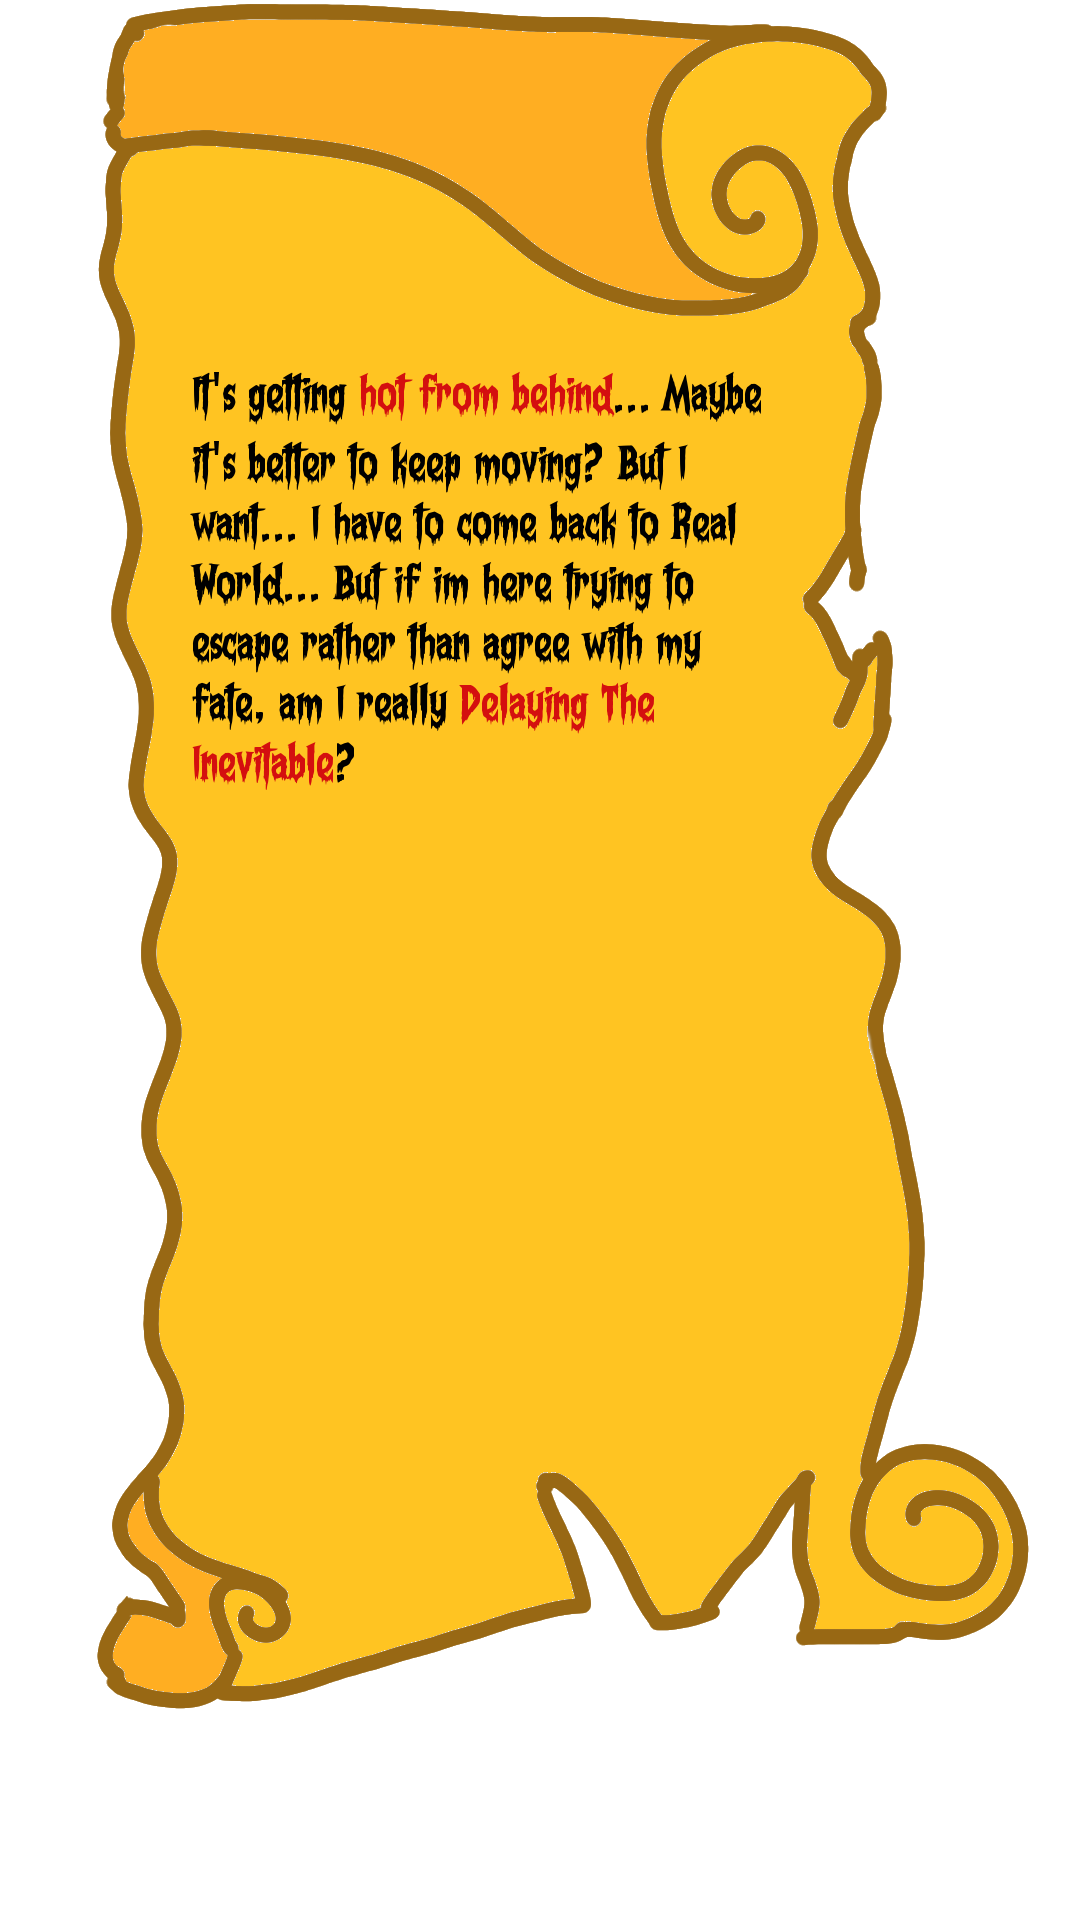 It's getting hot from behind... Maybe
it's better to keep moving? But I
want... I have to come back to Real
World... But if im here trying to
escape rather than agree with my
fate, am I really Delaying The
Inevitable?